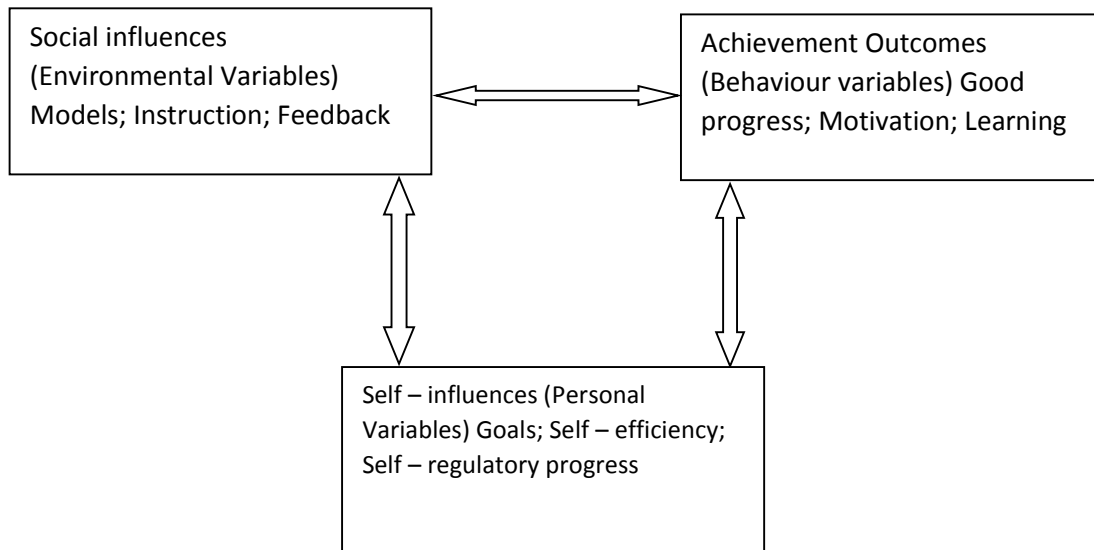 Social influences
(Environmental Variables)
Models; Instruction; Feedback
Achievement Outcomes
(Behaviour variables) Good
progress; Motivation; Learning
Self – influences (Personal
Variables) Goals; Self – efficiency;
Self – regulatory progress